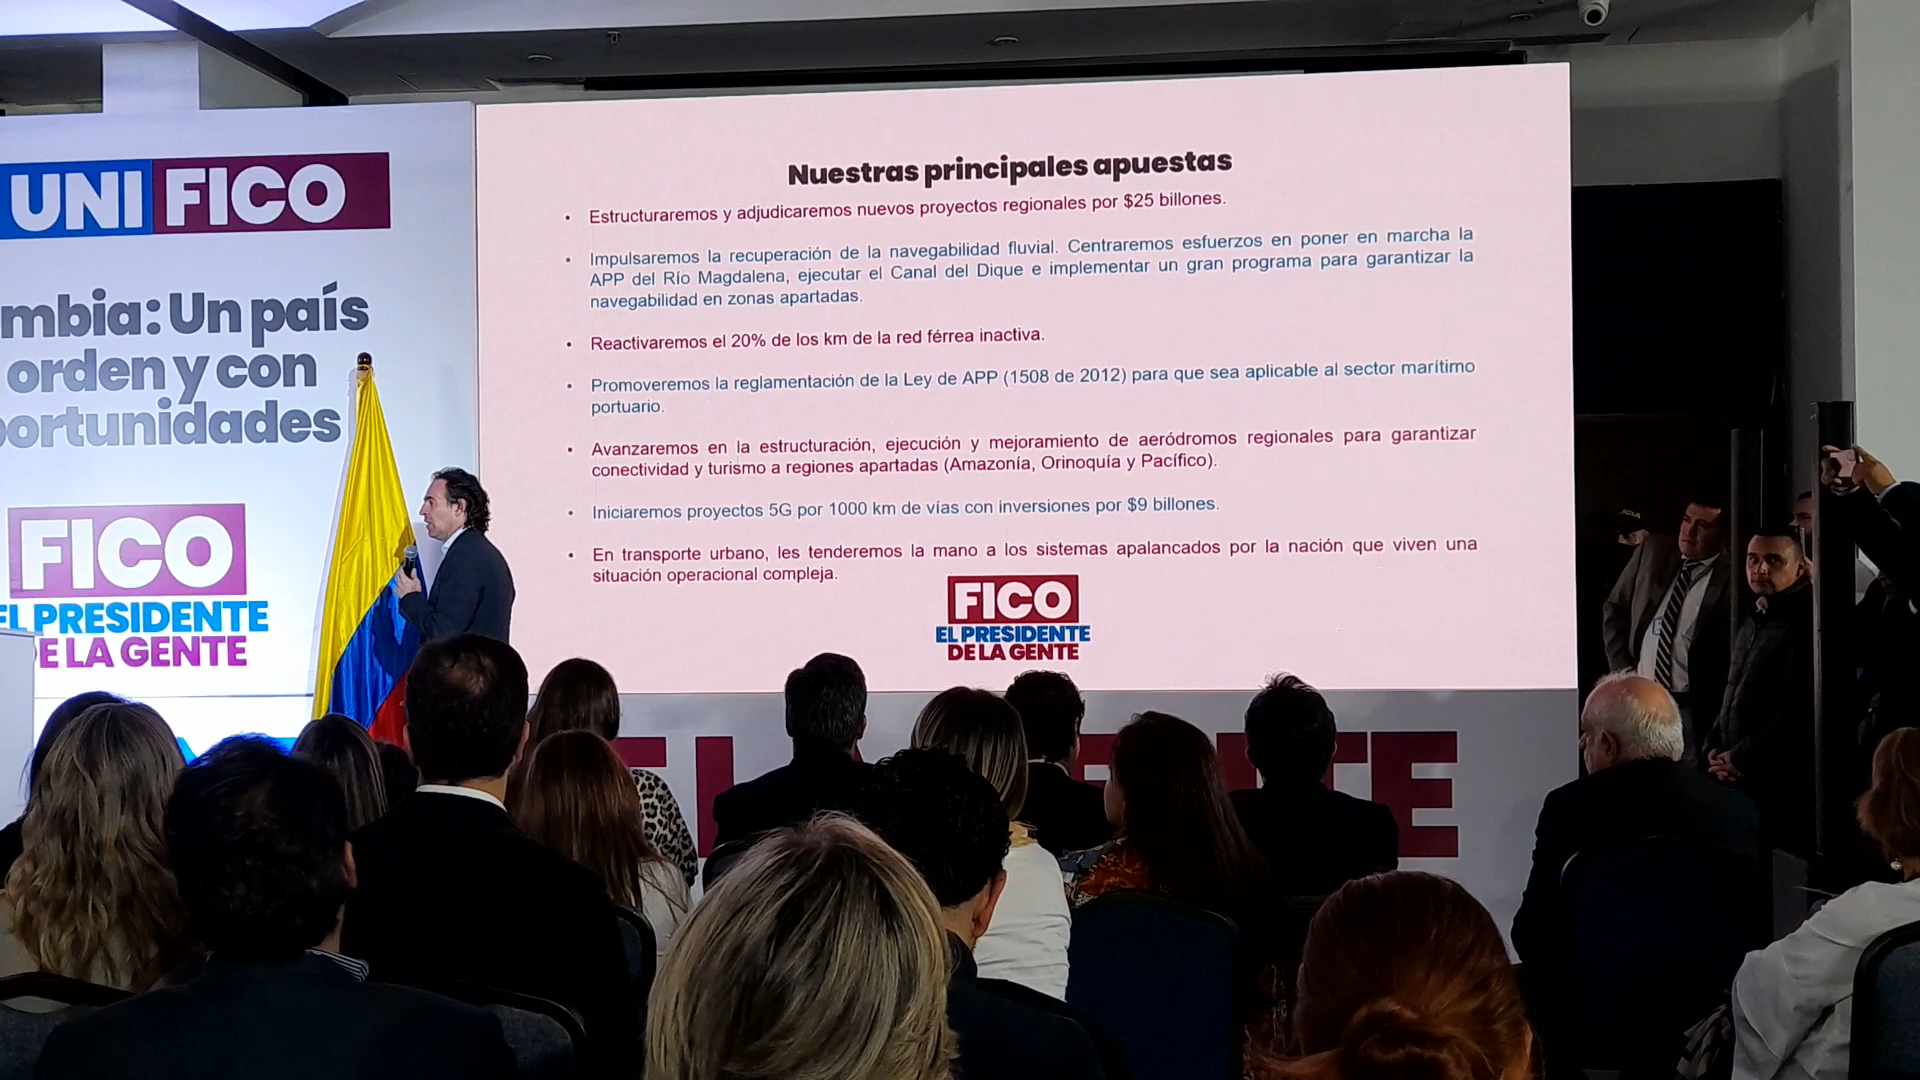 UNI FICO
mbia: Un país
orden y con
portunidades
FICO
EL PRESIDENTE
E LA GENTE
Nuestras principales apuestas
• Estructuraremos y adjudicaremos nuevos proyectos regionales por $25 billones.
• Impulsaremos la recuperación de la navegabilidad fluvial. Centraremos esfuerzos en poner en marcha la
APP del Río Magdalena, ejecutar el Canal del Dique e implementar un gran programa para garantizar la
navegabilidad en zonas apartadas.
• Reactivaremos el 20% de los km de la red férrea inactiva.
• Promoveremos la reglamentación de la Ley de APP (1508 de 2012) para que sea aplicable al sector marítimo
portuario.
• Avanzaremos en la estructuración, ejecución y mejoramiento de aeródromos regionales para garantizar
conectividad y turismo a regiones apartadas (Amazonía, Orinoquía y Pacífico).
• Iniciaremos proyectos 5G por 1000 km de vías con inversiones por $9 billones.
• En transporte urbano, les tenderemos la mano a los sistemas apalancados por la nación que viven una
situación operacional compleja.
FICO
EL PRESIDENTE
DE LA GENTE